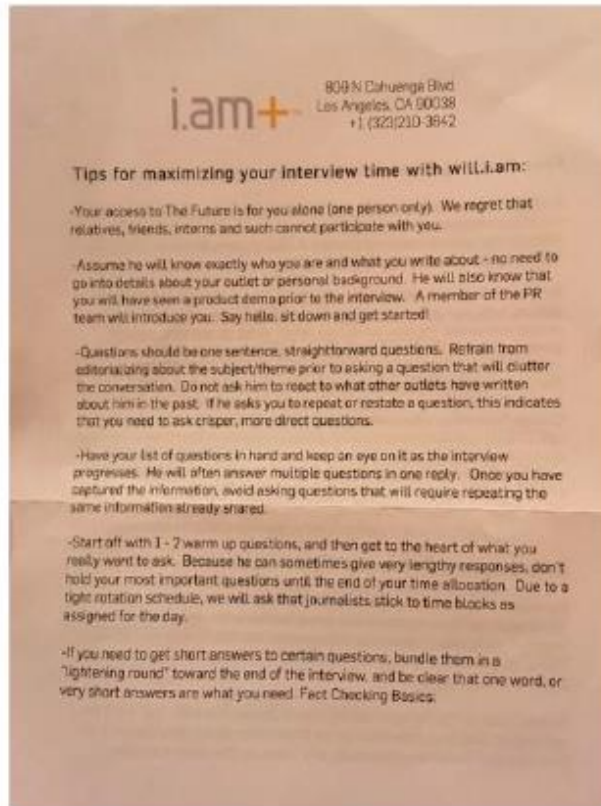 i.am+
809 N Cahuenga Blvd
Los Angeles, CA 90038
+1 (323)210-3642
Tips for maximizing your interview time with will.i.am:
-Your access to The Future is for you alone (one person only). We regret that
relatives, friends, interns and such cannot participate with you.
-Assume he will know exactly who you are and what you write about - no need to
go into details about your outlet or personal background. He will also know that
you will have seen a product demo prior to the interview. A member of the PR
team will introduce you. Say hello, sit down and get started!
-Questions should be one sentence, straightforward questions. Refrain from
editorializing about the subject/theme prior to asking a question that will clutter
the conversation. Do not ask him to react to what other outlets have written
about him in the past. If he asks you to repeat or restate a question, this indicates
that you need to ask crisper, more direct questions.
-Have your list of questions in hand and keep an eye on it as the interview
progresses. He will often answer multiple questions in one reply. Once you have
captured the information, avoid asking questions that will require repeating the
same information already shared.
-Start off with 1 - 2 warm up questions, and then get to the heart of what you
really want to ask. Because he can sometimes give very lengthy responses, don't
hold your most important questions until the end of your time allocation. Due to a
tight rotation schedule, we will ask that journalists stick to time blocks as
assigned for the day.
-If you need to get short answers to certain questions, bundle them in a
"lightening round" toward the end of the interview, and be clear that one word, or
very short answers are what you need. Fact Checking Basics: